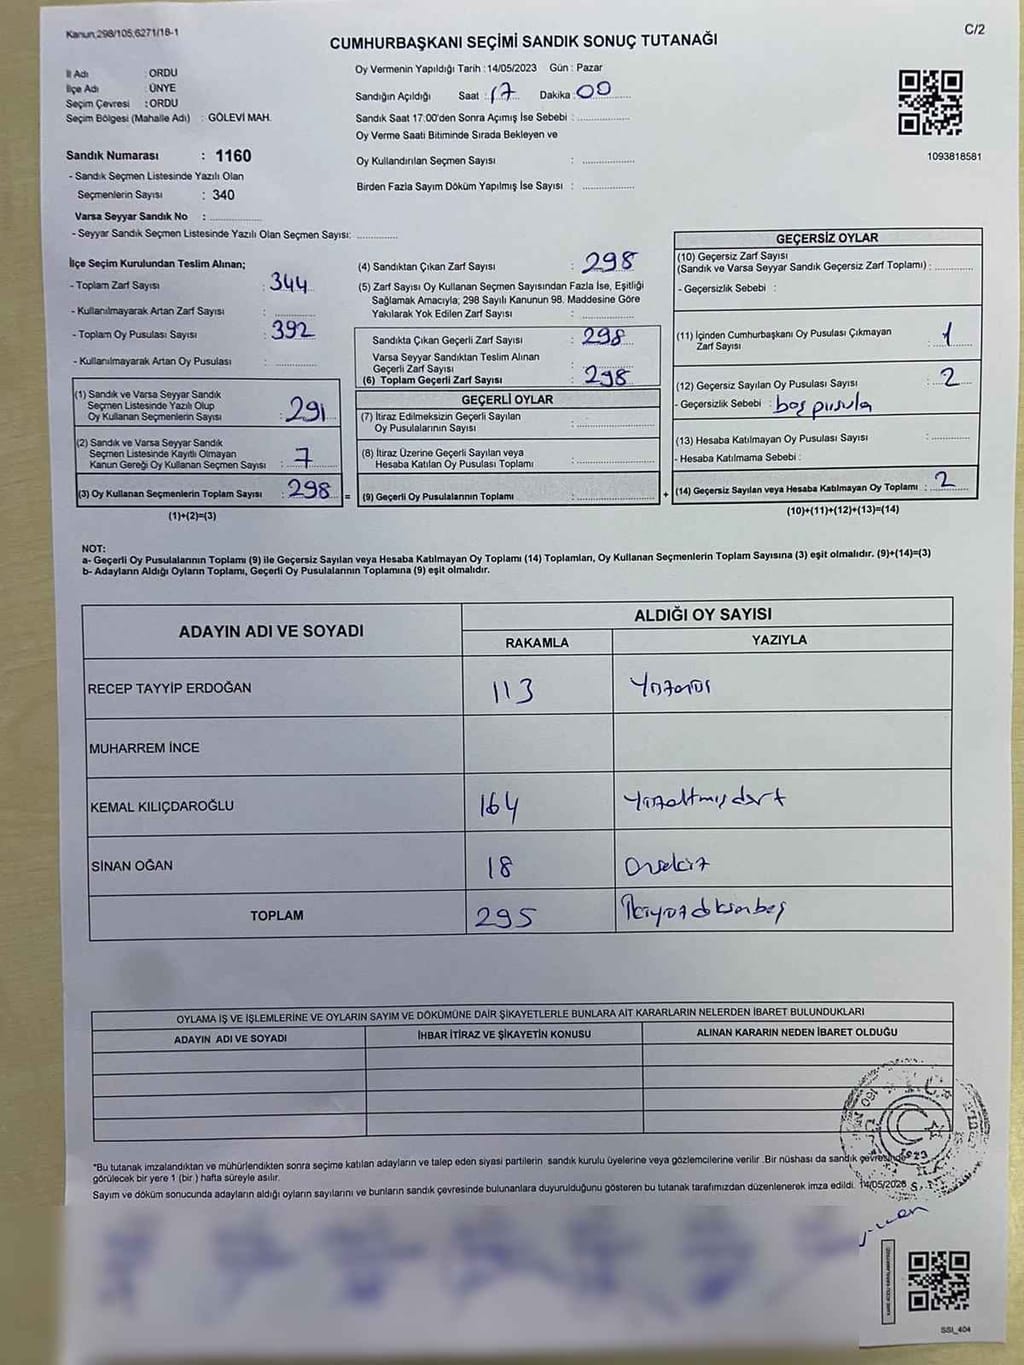 Kanun,298/105,6271/18-1
C/2
CUMHURBAŞKANI SEÇİMİ SANDIK SONUÇ TUTANAĞI
İl Adı : ORDU
İlçe Adı : ÜNYE
Seçim Çevresi : ORDU
Seçim Bölgesi (Mahalle Adı) : GÖLEVİ MAH.
Sandık Numarası : 1160
- Sandık Seçmen Listesinde Yazılı Olan
Seçmenlerin Sayısı : 340
Varsa Seyyar Sandık No : ..............
- Seyyar Sandık Seçmen Listesinde Yazılı Olan Seçmen Sayısı: ............
Oy Vermenin Yapıldığı Tarih : 14/05/2023 Gün : Pazar
Sandığın Açıldığı Saat : 17 Dakika : 00
Sandık Saat 17:00'den Sonra Açımış İse Sebebi : ................
Oy Verme Saati Bitiminde Sırada Bekleyen ve
Oy Kullandırılan Seçmen Sayısı : ................
Birden Fazla Sayım Döküm Yapılmış İse Sayısı : ................
1093818581
İlçe Seçim Kurulundan Teslim Alınan;
- Toplam Zarf Sayısı : 344
- Kullanılmayarak Artan Zarf Sayısı : ............
- Toplam Oy Pusulası Sayısı : 392
- Kullanılmayarak Artan Oy Pusulası : ............
(1) Sandık ve Varsa Seyyar Sandık
Seçmen Listesinde Yazılı Olup
Oy Kullanan Seçmenlerin Sayısı : 291
(2) Sandık ve Varsa Seyyar Sandık
Seçmen Listesinde Kayıtlı Olmayan
Kanun Gereği Oy Kullanan Seçmen Sayısı : 7
(3) Oy Kullanan Seçmenlerin Toplam Sayısı : 298 =
(1)+(2)=(3)
(4) Sandıktan Çıkan Zarf Sayısı : 298
(5) Zarf Sayısı Oy Kullanan Seçmen Sayısından Fazla İse, Eşitliği
Sağlamak Amacıyla; 298 Sayılı Kanunun 98. Maddesine Göre
Yakılarak Yok Edilen Zarf Sayısı : ................
Sandıkta Çıkan Geçerli Zarf Sayısı : 298
Varsa Seyyar Sandıktan Teslim Alınan
Geçerli Zarf Sayısı :
(6) Toplam Geçerli Zarf Sayısı : 298
GEÇERLİ OYLAR
(7) İtiraz Edilmeksizin Geçerli Sayılan
Oy Pusulalarının Sayısı : ................
(8) İtiraz Üzerine Geçerli Sayılan veya
Hesaba Katılan Oy Pusulası Toplamı : ................
(9) Geçerli Oy Pusulalarının Toplamı : ................ +
GEÇERSİZ OYLAR
(10) Geçersiz Zarf Sayısı
(Sandık ve Varsa Seyyar Sandık Geçersiz Zarf Toplamı) : ............
- Geçersizlik Sebebi :
(11) İçinden Cumhurbaşkanı Oy Pusulası Çıkmayan
Zarf Sayısı : 1
(12) Geçersiz Sayılan Oy Pusulası Sayısı : 2
- Geçersizlik Sebebi : boş pusula
(13) Hesaba Katılmayan Oy Pusulası Sayısı : ............
- Hesaba Katılmama Sebebi :
(14) Geçersiz Sayılan veya Hesaba Katılmayan Oy Toplamı : 2
(10)+(11)+(12)+(13)=(14)
NOT:
a- Geçerli Oy Pusulalarının Toplamı (9) ile Geçersiz Sayılan veya Hesaba Katılmayan Oy Toplamı (14) Toplamları, Oy Kullanan Seçmenlerin Toplam Sayısına (3) eşit olmalıdır. (9)+(14)=(3)
b- Adayların Aldığı Oyların Toplamı, Geçerli Oy Pusulalarının Toplamına (9) eşit olmalıdır.
ADAYIN ADI VE SOYADI
ALDIĞI OY SAYISI
RAKAMLA YAZIYLA
RECEP TAYYİP ERDOĞAN 113
MUHARREM İNCE
KEMAL KILIÇDAROĞLU 164 Yüzaltmışdört
SİNAN OĞAN 18 Onsekiz
TOPLAM 295 İkiyüzdoksanbeş
OYLAMA İŞ VE İŞLEMLERİNE VE OYLARIN SAYIM VE DÖKÜMÜNE DAİR ŞİKAYETLERLE BUNLARA AİT KARARLARIN NELERDEN İBARET BULUNDUKLARI
ADAYIN ADI VE SOYADI İHBAR İTİRAZ VE ŞİKAYETİN KONUSU ALINAN KARARIN NEDEN İBARET OLDUĞU
*Bu tutanak imzalandıktan ve mühürlendikten sonra seçime katılan adayların ve talep eden siyasi partilerin sandık kurulu üyelerine veya gözlemcilerine verilir .Bir nüshası da sandık çevresinde
görülecek bir yere 1 (bir ) hafta süreyle asılır.
Sayım ve döküm sonucunda adayların aldığı oyların sayılarını ve bunların sandık çevresinde bulunanlara duyurulduğunu gösteren bu tutanak tarafımızdan düzenlenerek imza edildi. 14/05/2023
SSI_404